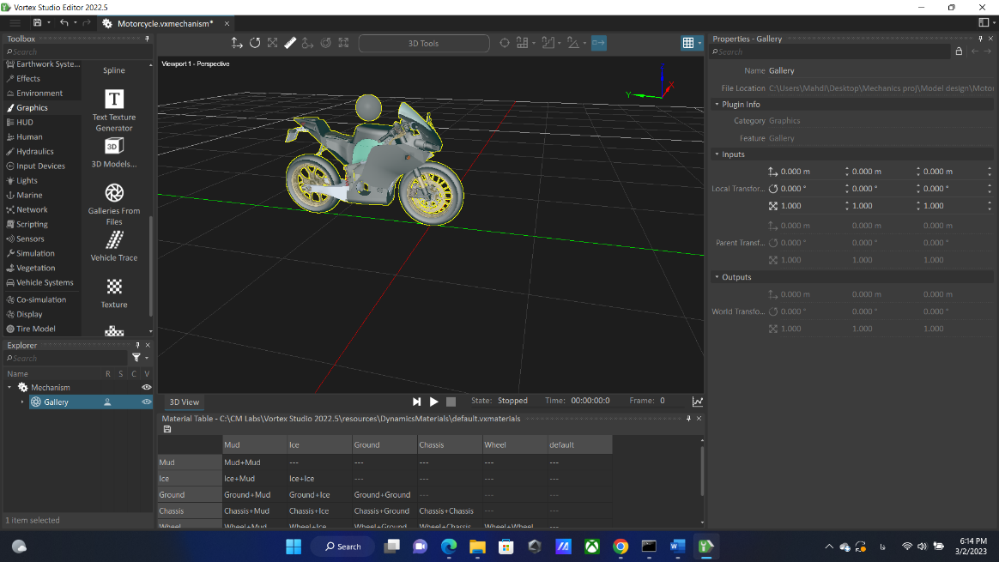 Vortex Studio Editor 2022.5
Motorcycle.vxmechanism*
Toolbox
Search
Earthwork Syste...
Effects
Environment
Graphics
HUD
Human
Hydraulics
Input Devices
Lights
Marine
Network
Scripting
Sensors
Simulation
Vegetation
Vehicle Systems
Co-simulation
Display
Tire Model
Spline
T
Text Texture
Generator
3D
3D Models...
Galleries From
Files
Vehicle Trace
Texture
Explorer
Search
Name R S C V
Mechanism
Gallery
1 item selected
3D Tools
Viewport 1 - Perspective
Y X
3D View
State: Stopped Time: 00:00:00:0 Frame: 0
Material Table - C:\CM Labs\Vortex Studio 2022.5\resources\DynamicsMaterials\default.vxmaterials
Mud Ice Ground Chassis Wheel default
Mud Mud+Mud --- --- --- --- ---
Ice Ice+Mud Ice+Ice --- --- --- ---
Ground Ground+Mud Ground+Ice Ground+Ground --- --- ---
Chassis Chassis+Mud Chassis+Ice Chassis+Ground Chassis+Chassis --- ---
Wheel Wheel+Mud Wheel+Ice Wheel+Ground Wheel+Chassis Wheel+Wheel ---
Properties - Gallery
Search
Name Gallery
File Location C:\Users\Mahdi\Desktop\Mechanics proj\Model design\Motor
Plugin Info
Category Graphics
Feature Gallery
Inputs
0.000 m 0.000 m 0.000 m
Local Transfor... 0.000 ° 0.000 ° 0.000 °
1.000 1.000 1.000
0.000 m 0.000 m 0.000 m
Parent Transf... 0.000 ° 0.000 ° 0.000 °
1.000 1.000 1.000
Outputs
0.000 m 0.000 m 0.000 m
World Transfo... 0.000 ° 0.000 ° 0.000 °
1.000 1.000 1.000
Search
فا
6:14 PM
3/2/2023